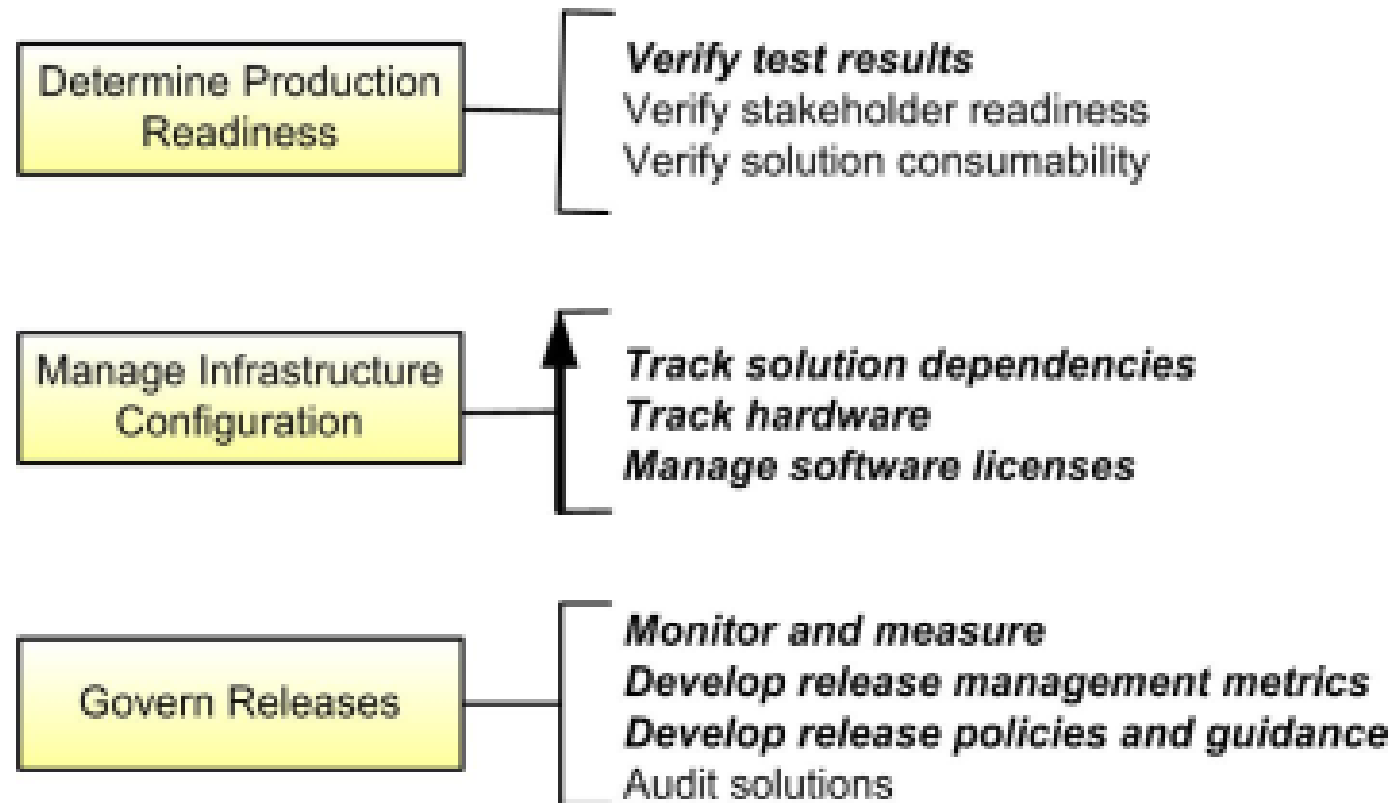 Determine Production
Readiness
Verify test results
Verify stakeholder readiness
Verify solution consumability
Manage Infrastructure
Configuration
Track solution dependencies
Track hardware
Manage software licenses
Govern Releases
Monitor and measure
Develop release management metrics
Develop release policies and guidance
Audit solutions